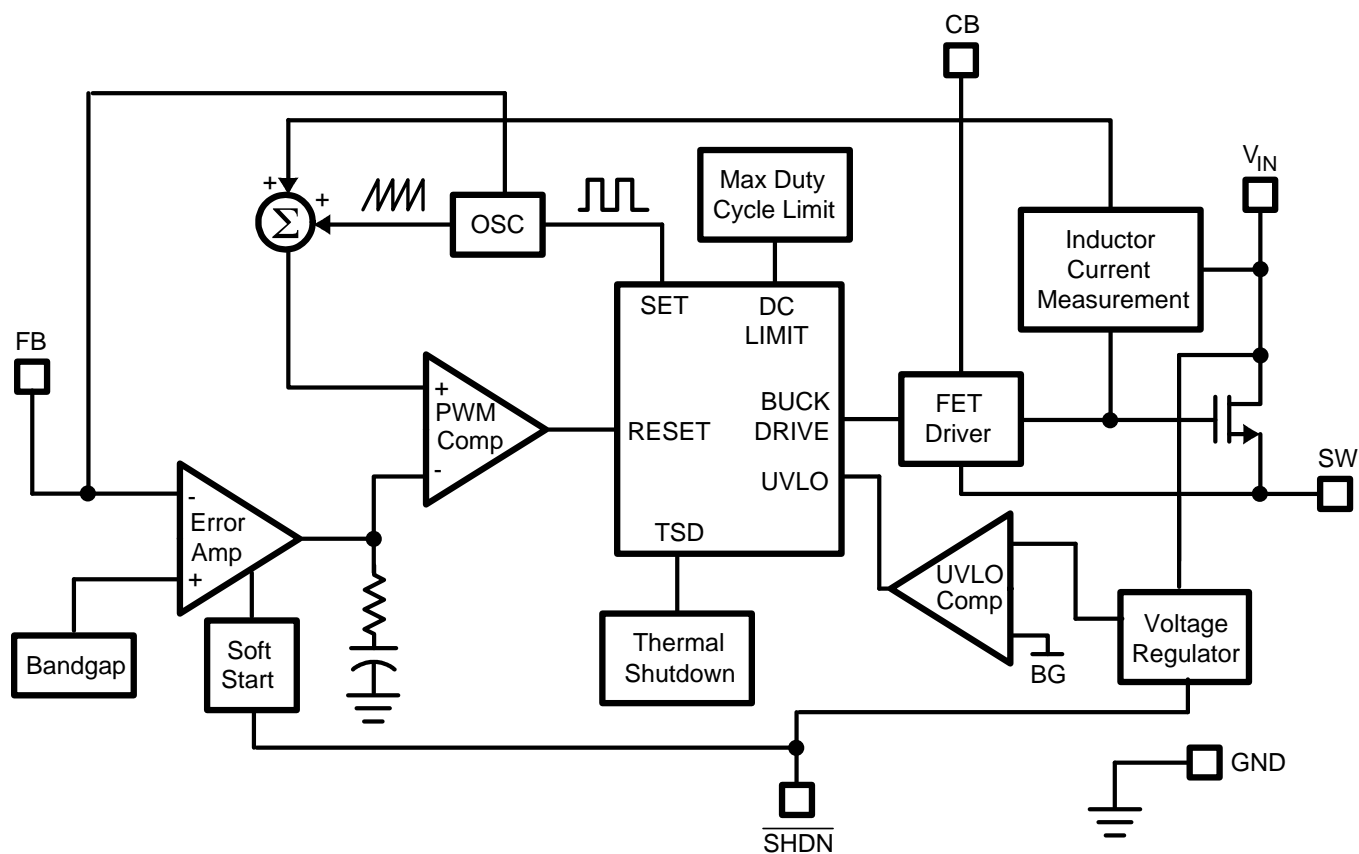 CB
V_IN
Max Duty
Cycle Limit
+
+
Σ
OSC
Inductor
Current
Measurement
SET
DC
LIMIT
FB
+
PWM
Comp
-
RESET
BUCK
DRIVE
FET
Driver
SW
UVLO
-
Error
Amp
+
TSD
UVLO
Comp
BG
Bandgap
Soft
Start
Thermal
Shutdown
Voltage
Regulator
GND
S̅H̅D̅N̅